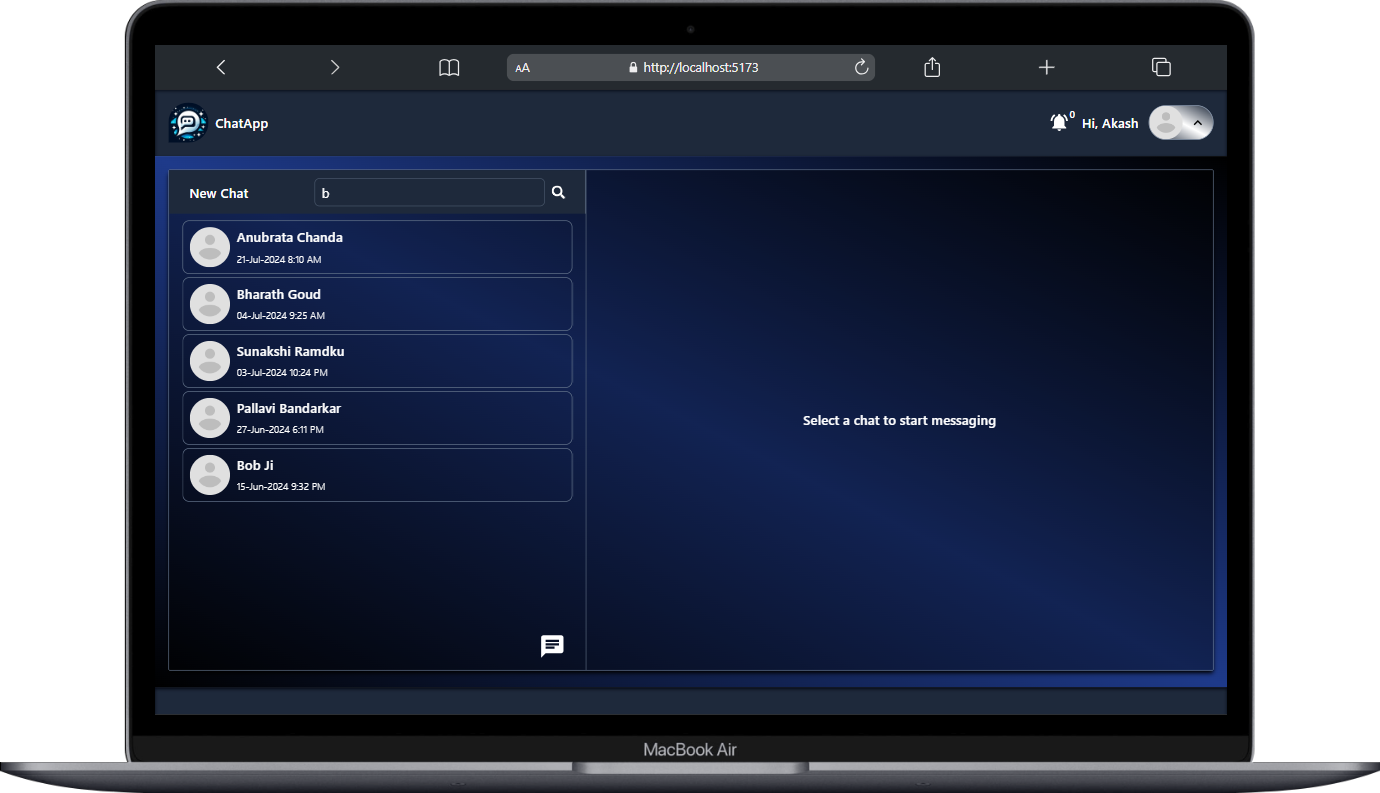 AA http://localhost:5173
ChatApp
0 Hi, Akash
New Chat b
Anubrata Chanda
21-Jul-2024 8:10 AM
Bharath Goud
04-Jul-2024 9:25 AM
Sunakshi Ramdku
03-Jul-2024 10:24 PM
Pallavi Bandarkar
27-Jun-2024 6:11 PM
Bob Ji
15-Jun-2024 9:32 PM
Select a chat to start messaging
MacBook Air